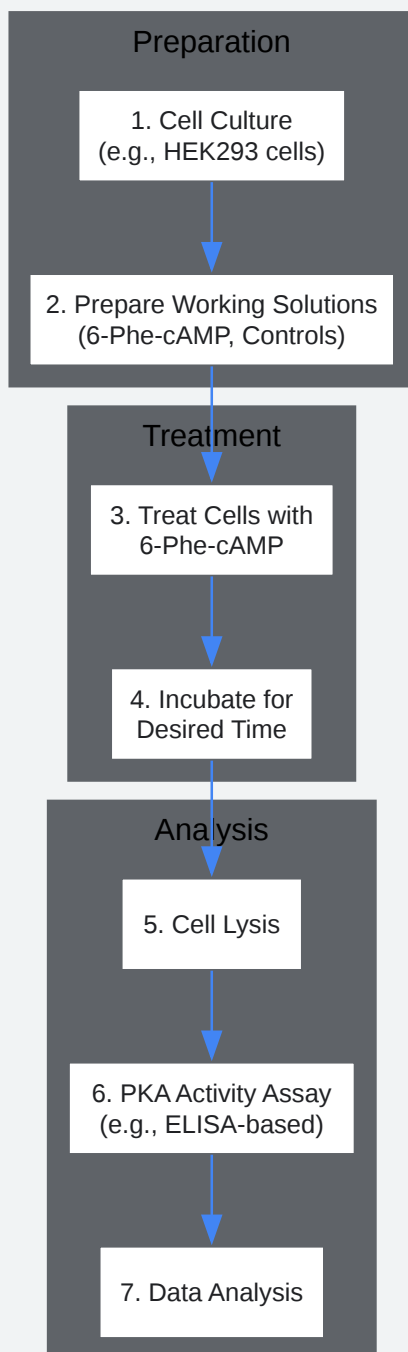 Preparation
1. Cell Culture
(e.g., HEK293 cells)
2. Prepare Working Solutions
(6-Phe-cAMP, Controls)
Treatment
3. Treat Cells with
6-Phe-cAMP
4. Incubate for
Desired Time
Analysis
5. Cell Lysis
6. PKA Activity Assay
(e.g., ELISA-based)
7. Data Analysis